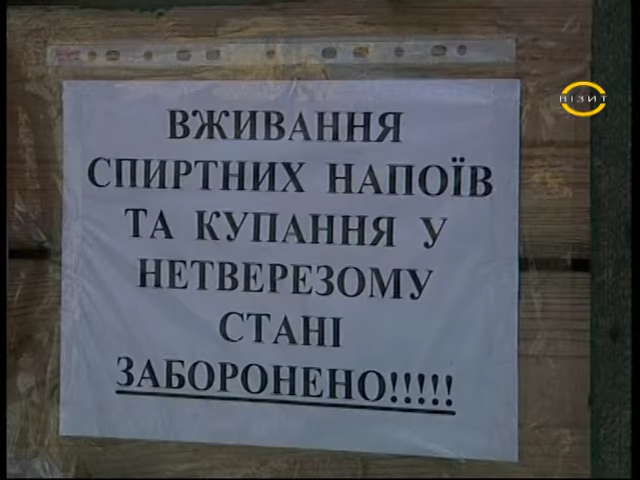 ВІЗИТ
ВЖИВАННЯ
СПИРТНИХ НАПОЇВ
ТА КУПАННЯ У
НЕТВЕРЕЗОМУ
СТАНІ
ЗАБОРОНЕНО!!!!!